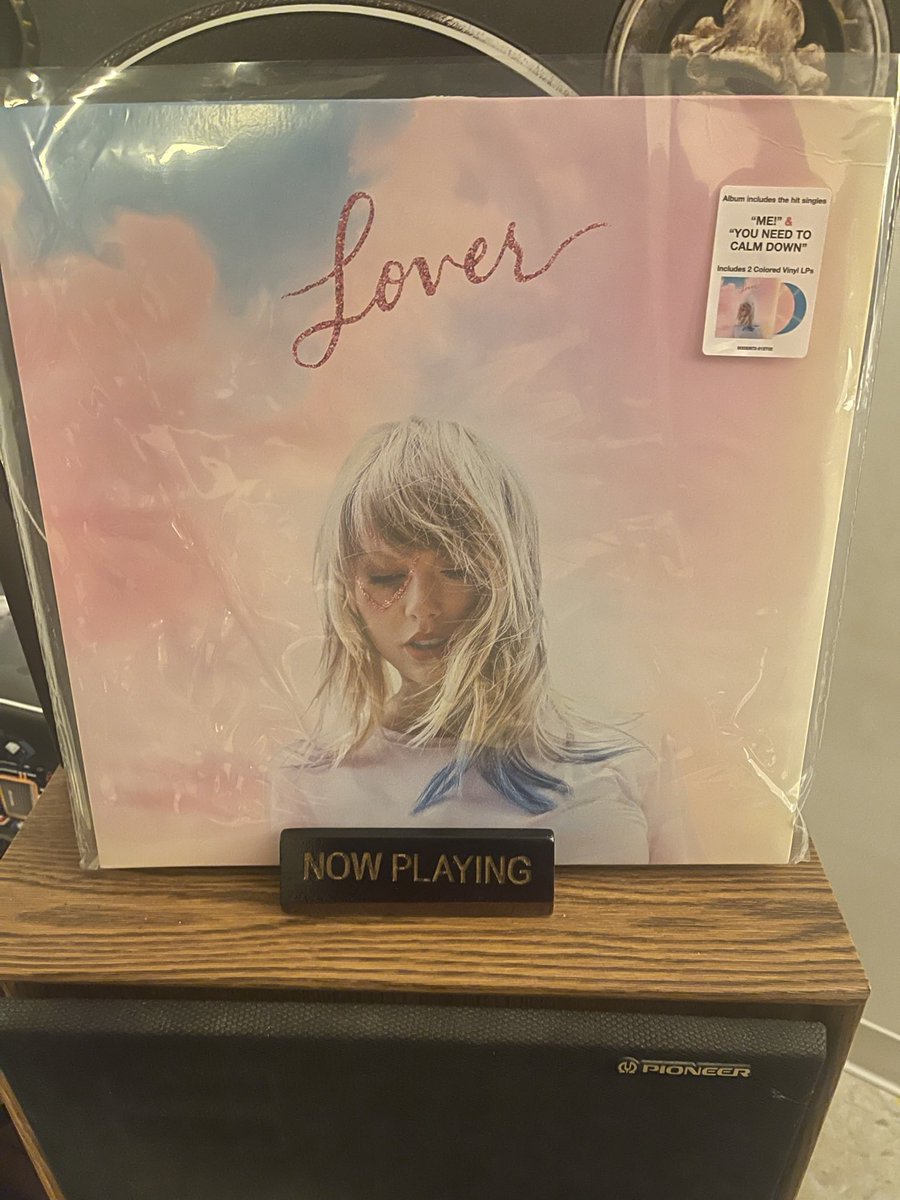 Lover
Album includes the hit singles
"ME!" &
"YOU NEED TO
CALM DOWN"
Includes 2 Colored Vinyl LPs
Lover
NOW PLAYING
PIONEER